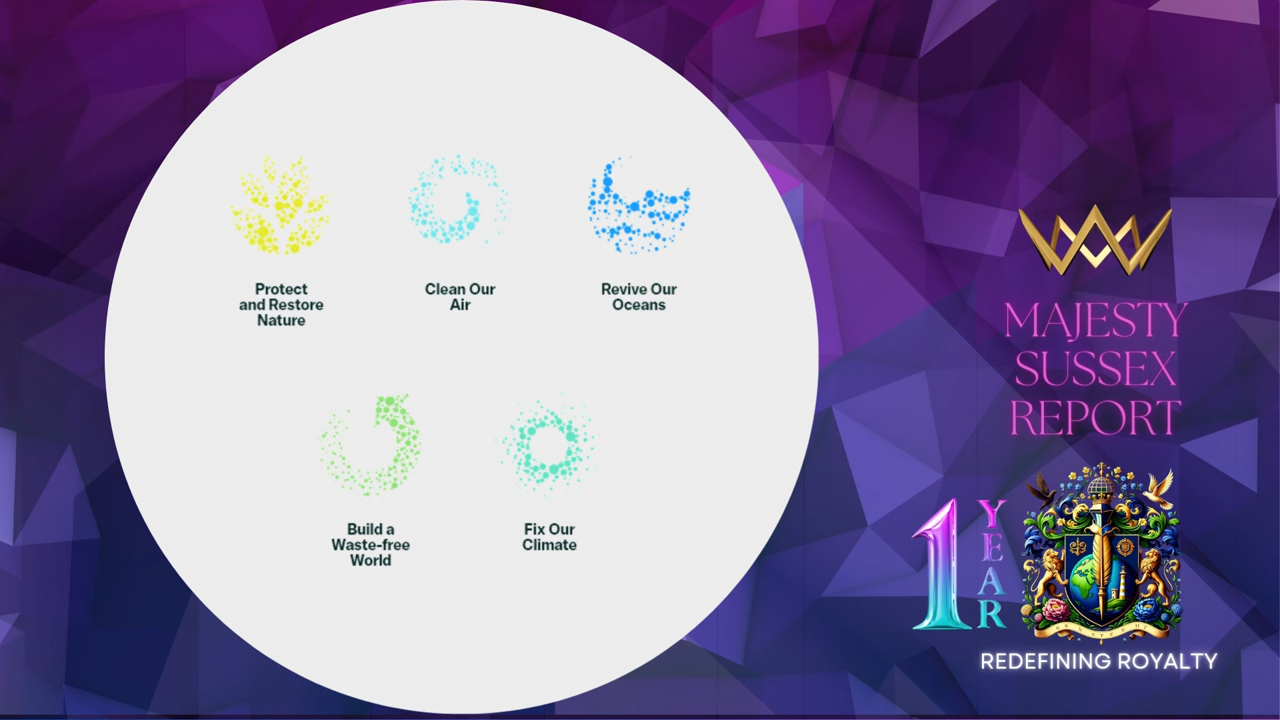 Protect
and Restore
Nature
Clean Our
Air
Revive Our
Oceans
Build a
Waste-free
World
Fix Our
Climate
MAJESTY
SUSSEX
REPORT
1
YEAR
REDEFINING ROYALTY